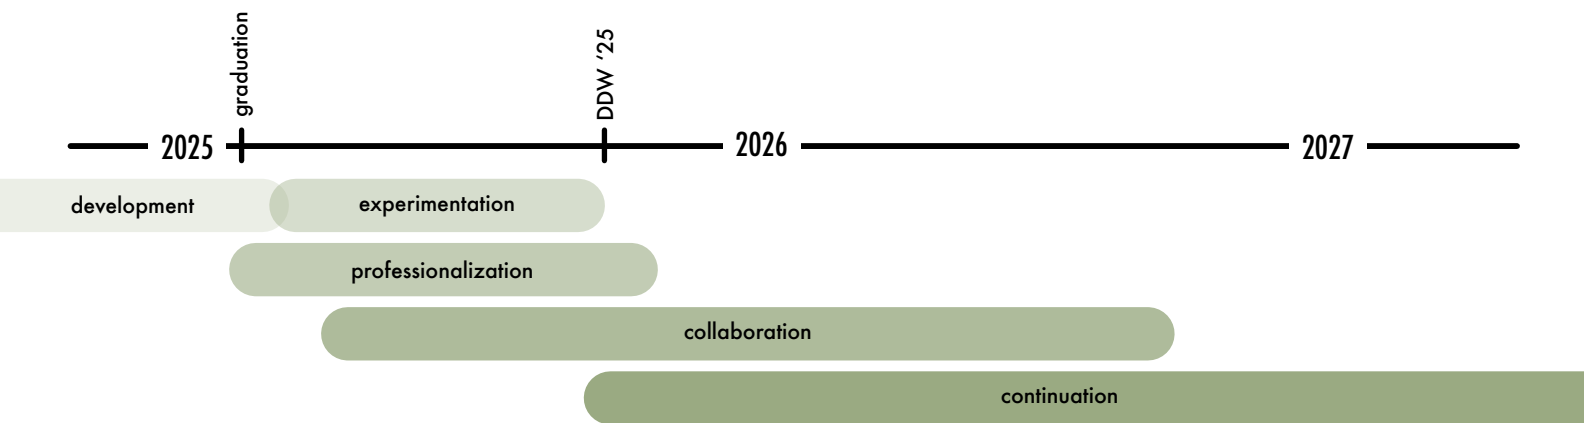 graduation
DDW ‘25
2025
2026
2027
development
experimentation
professionalization
collaboration
continuation